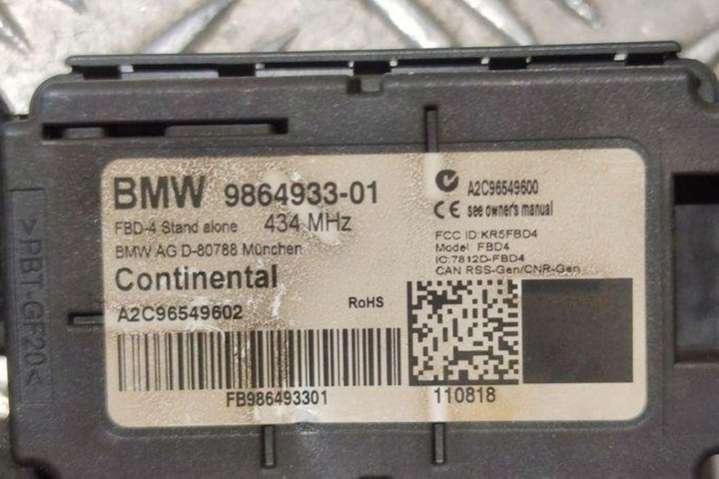 BMW 9864933-01
FBD-4 Stand alone 434 MHz
BMW AG D-80788 München
Continental
A2C96549602
RoHS
FB986493301
A2C96549600
CE see owner's manual
FCC ID:KR5FBD4
Model: FBD4
IC:7812D-FBD4
CAN RSS-Gen/CNR-Gen
110818
>PBT-GF20<